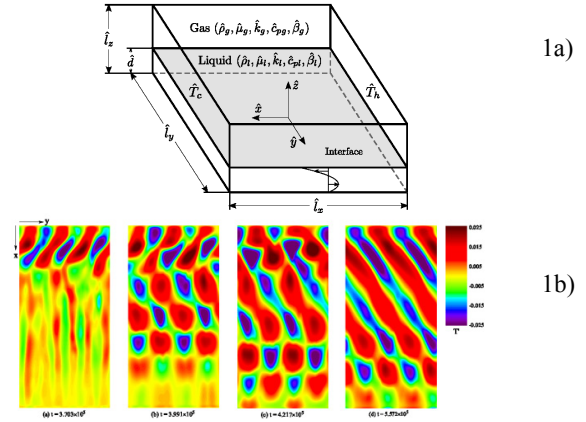 Gas (ρ̂g, μ̂g, k̂g, ĉpg, β̂g)
1a)
l̂z
d̂
Liquid (ρ̂l, μ̂l, k̂l, ĉpl, β̂l)
T̂c
T̂h
ẑ
x̂
ŷ
l̂y
Interface
l̂x
y
x
0.025
0.015
0.005
-0.005
-0.015
-0.025
T'
1b)
(a) t = 3.703×10⁵
(b) t = 3.991×10⁵
(c) t = 4.217×10⁵
(d) t = 5.572×10⁵